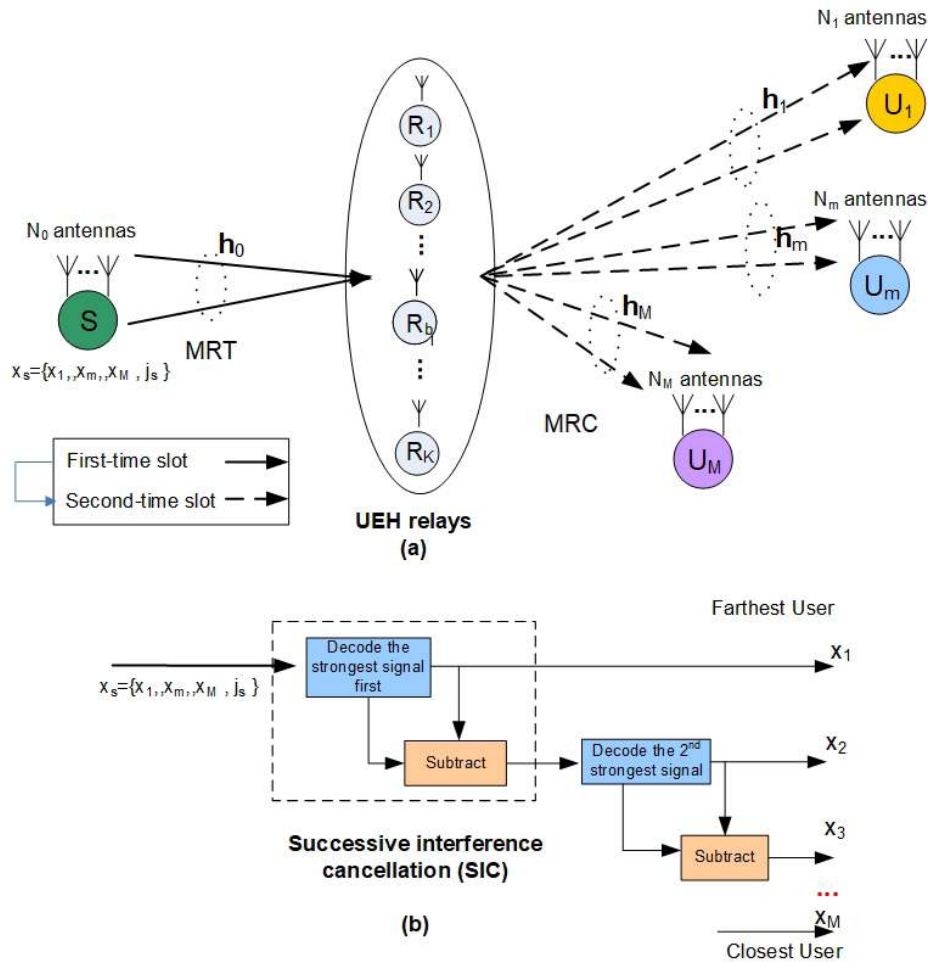 N1 antennas
...
U1
h1
R1
R2
...
N0 antennas
...
h0
S
MRT
xs={x1,,xm,,xM , js }
Nm antennas
...
hm
Um
Rb
...
hM
NM antennas
...
MRC
UM
RK
First-time slot
Second-time slot
UEH relays
(a)
Farthest User
Decode the
strongest signal
first
x1
xs={x1,,xm,,xM , js }
Subtract
Decode the 2nd
strongest signal
x2
x3
Subtract
Successive interference
cancellation (SIC)
...
xM
(b)
Closest User